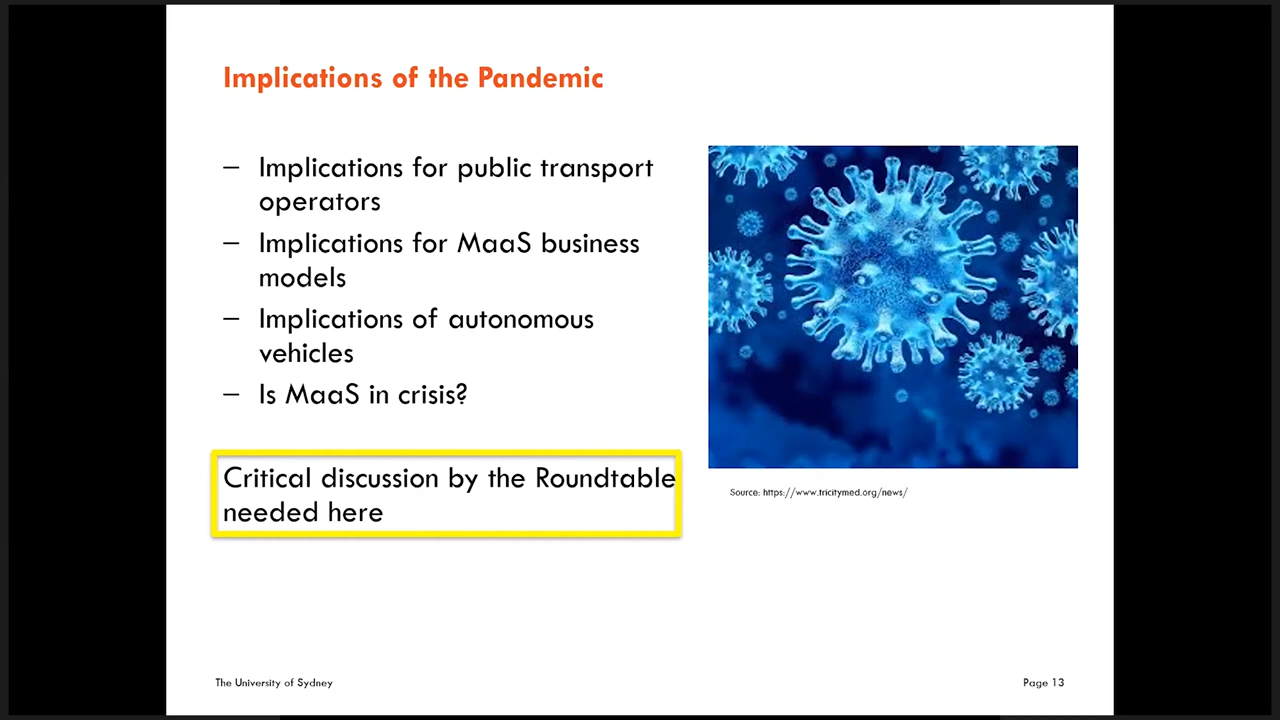 Implications of the Pandemic
– Implications for public transport
operators
– Implications for MaaS business
models
– Implications of autonomous
vehicles
– Is MaaS in crisis?
Critical discussion by the Roundtable
needed here
Source: https://www.tricitymed.org/news/
The University of Sydney
Page 13